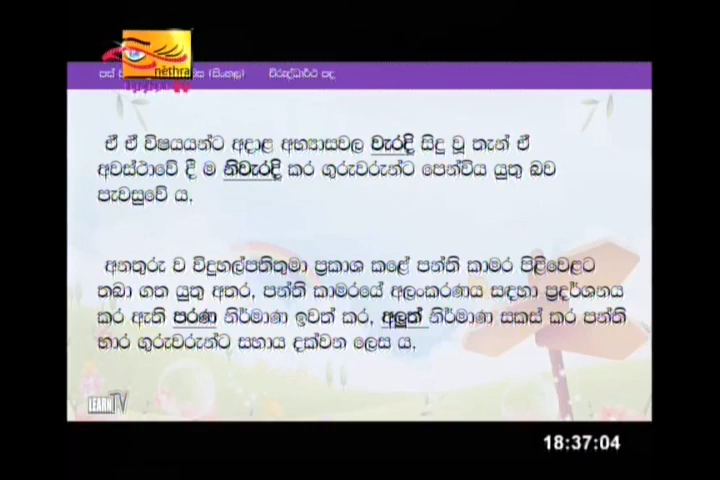 nēthra
(සිංහල) විරුද්ධාර්ථ පද
ඒ ඒ විෂයයන්ට අදාළ අභ්‍යාසවල වැරදි සිදු වූ තැන් ඒ
අවස්ථාවේ දී ම නිවැරදි කර ගුරුවරුන්ට පෙන්විය යුතු බව
පැවසුවේ ය.
අනතුරු ව විදුහල්පතිතුමා ප්‍රකාශ කළේ පන්ති කාමර පිළිවෙළට
තබා ගත යුතු අතර, පන්ති කාමරයේ අලංකරණය සඳහා ප්‍රදර්ශනය
කර ඇති පරණ නිර්මාණ ඉවත් කර, අලුත් නිර්මාණ සකස් කර පන්ති
භාර ගුරුවරුන්ට සහාය දක්වන ලෙස ය.
LEARN TV
18:37:04